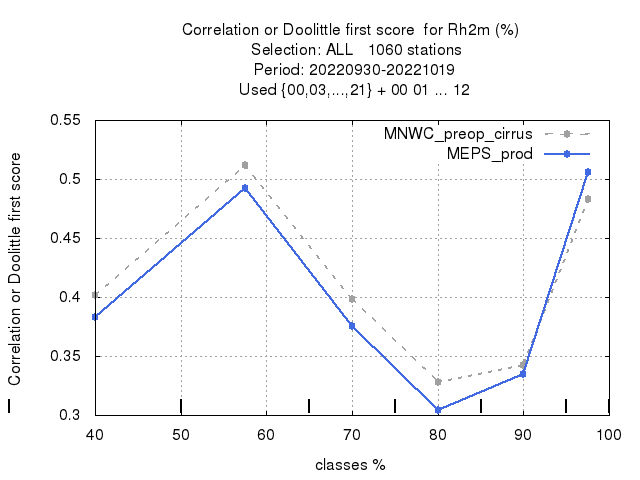 Correlation or Doolittle first score  for Rh2m (%)
Selection: ALL   1060 stations
Period: 20220930-20221019
Used {00,03,...,21} + 00 01 ... 12
MNWC_preop_cirrus
MEPS_prod
Correlation or Doolittle first score
0.55
0.5
0.45
0.4
0.35
0.3
40 50 60 70 80 90 100
classes %